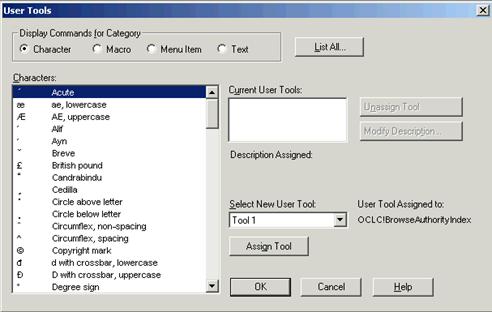 User Tools
Display Commands for Category
Character Macro Menu Item Text
List All...
Characters:
´ Acute
æ ae, lowercase
Æ AE, uppercase
Alif
Ayn
˘ Breve
£ British pound
Candrabindu
Cedilla
Circle above letter
Circle below letter
Circumflex, non-spacing
^ Circumflex, spacing
© Copyright mark
đ d with crossbar, lowercase
Đ D with crossbar, uppercase
° Degree sign
Current User Tools:
Unassign Tool
Modify Description...
Description Assigned:
Select New User Tool:
Tool 1
User Tool Assigned to:
OCLC!BrowseAuthorityIndex
Assign Tool
OK Cancel Help